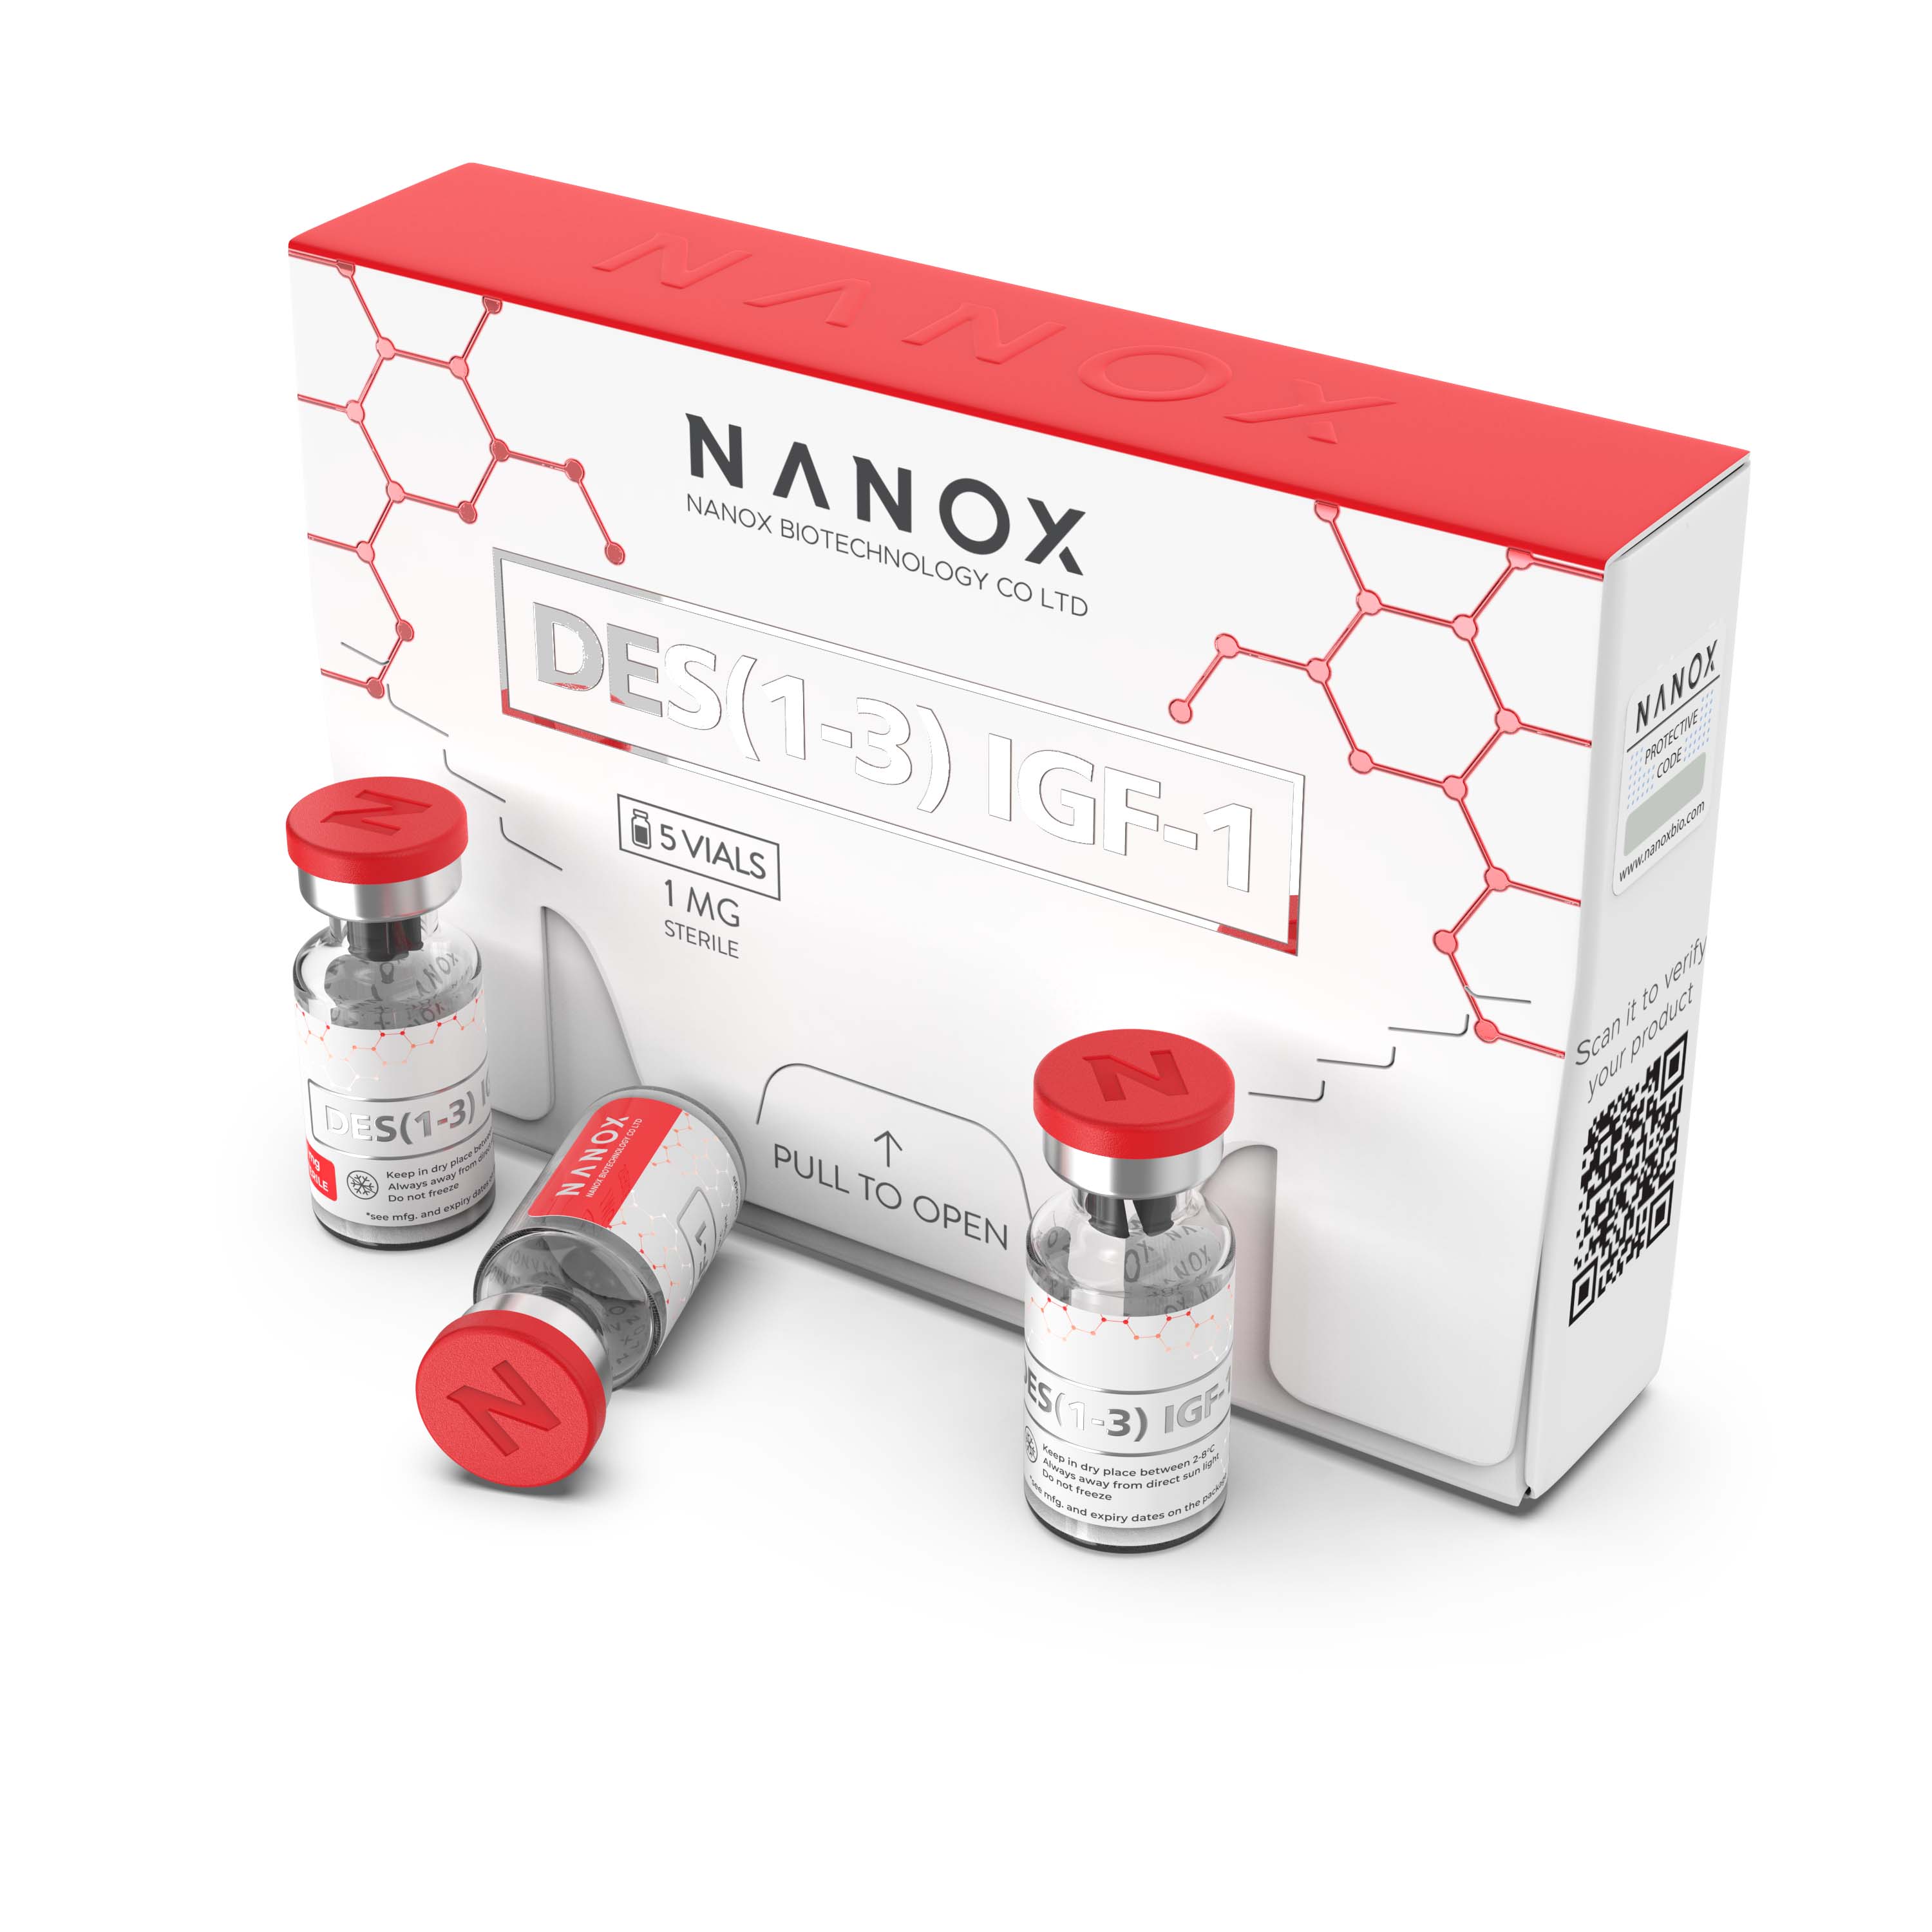 NANOX
NANOX
NANOX BIOTECHNOLOGY CO LTD
DES(1-3) IGF-1
5 VIALS
1 MG
STERILE
PULL TO OPEN
NANOX
PROTECTIVE
CODE
www.nanoxbio.com
Scan it to verify
your product
N
DES(1-3)
mg
Keep in dry place
Always away from
Do not freeze
*see mfg. and expiry dates
N
NANOX
NANOX BIOTECHNOLOGY CO LTD
N
(1-3) IGF-1
Keep in dry place between 2-8°C
Always away from direct sun light
Do not freeze
*see mfg. and expiry dates on the